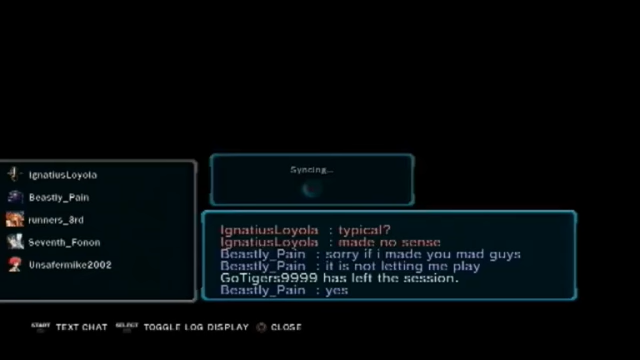 Syncing...
IgnatiusLoyola
Beastly_Pain
runners_3rd
Seventh_Fonon
Unsafermike2002
IgnatiusLoyola : typical?
IgnatiusLoyola : made no sense
Beastly_Pain : sorry if i made you mad guys
Beastly_Pain : it is not letting me play
GoTigers9999 has left the session.
Beastly_Pain : yes
START TEXT CHAT SELECT TOGGLE LOG DISPLAY CLOSE